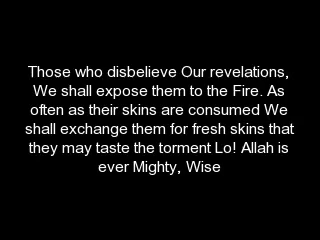 Those who disbelieve Our revelations,
We shall expose them to the Fire. As
often as their skins are consumed We
shall exchange them for fresh skins that
they may taste the torment Lo! Allah is
ever Mighty, Wise